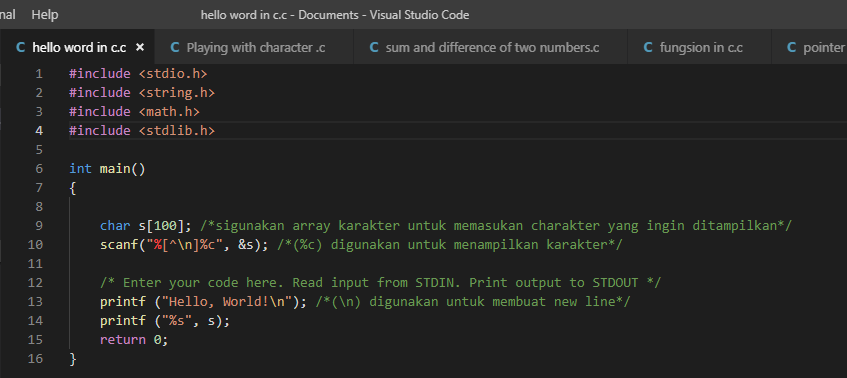 nal Help hello word in c.c - Documents - Visual Studio Code
C hello word in c.c × C Playing with character .c C sum and difference of two numbers.c C fungsion in c.c C pointer
1 #include <stdio.h>
2 #include <string.h>
3 #include <math.h>
4 #include <stdlib.h>
5
6 int main()
7 {
8
9 char s[100]; /*sigunakan array karakter untuk memasukan charakter yang ingin ditampilkan*/
10 scanf("%[^\n]%c", &s); /*(%c) digunakan untuk menampilkan karakter*/
11
12 /* Enter your code here. Read input from STDIN. Print output to STDOUT */
13 printf ("Hello, World!\n"); /*(\n) digunakan untuk membuat new line*/
14 printf ("%s", s);
15 return 0;
16 }